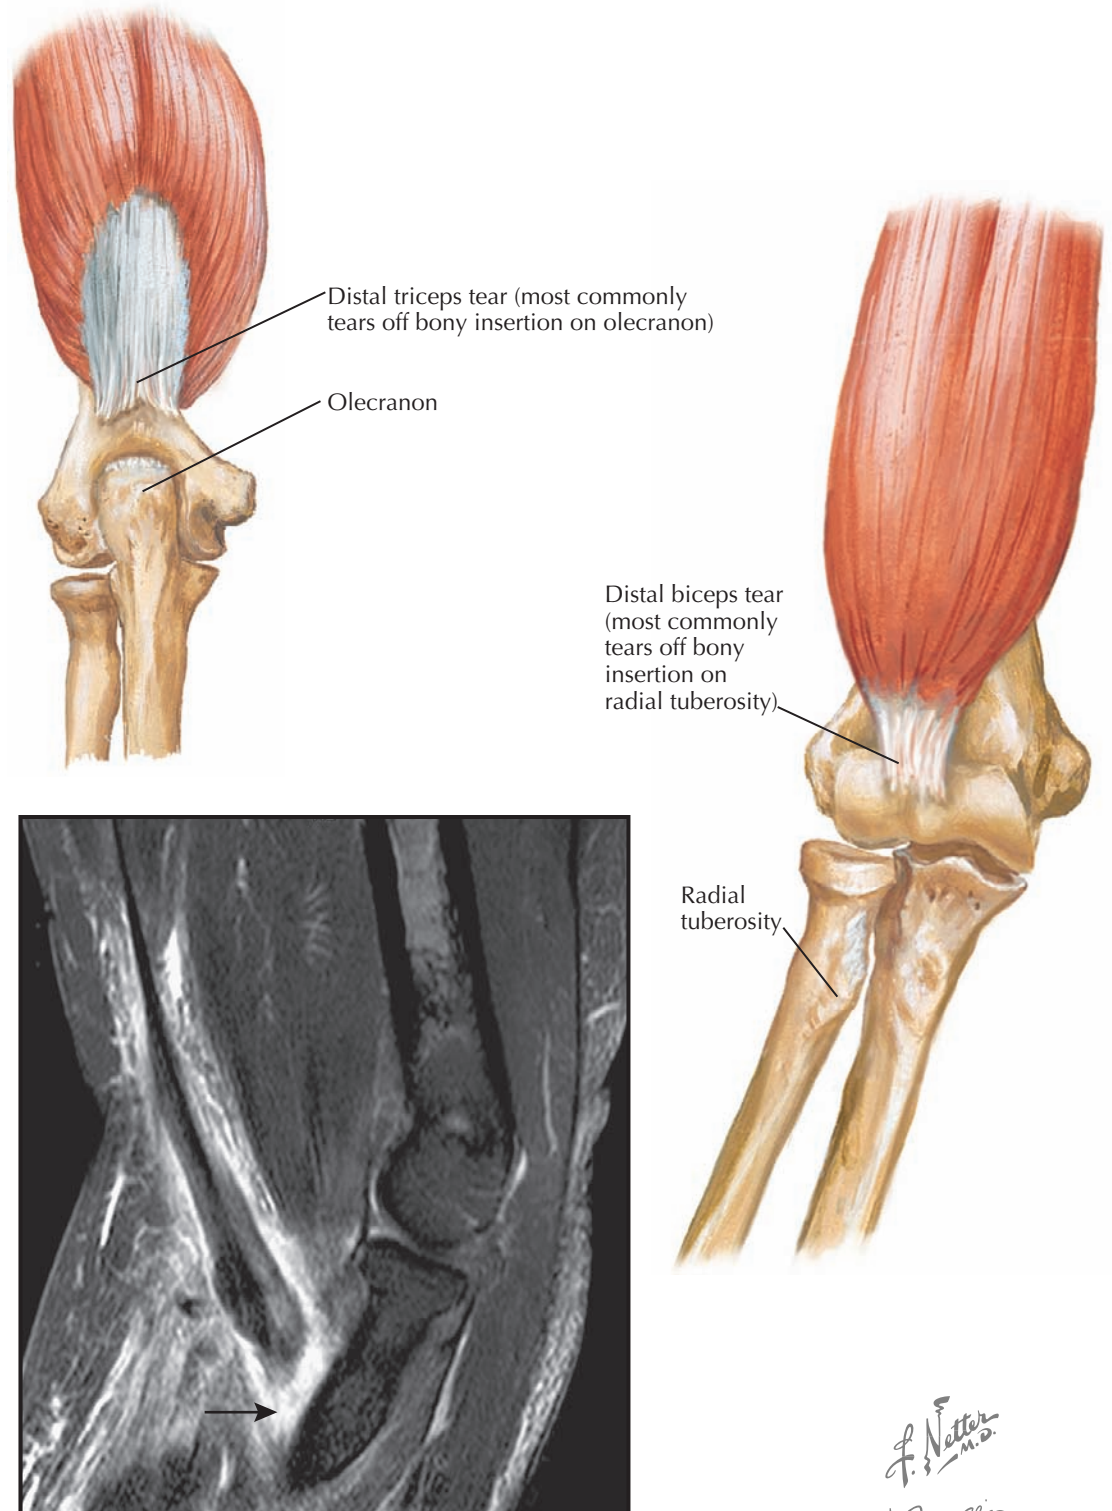 Distal triceps tear (most commonly
tears off bony insertion on olecranon)
Olecranon
Distal biceps tear
(most commonly
tears off bony
insertion on
radial tuberosity)
Radial
tuberosity
F. Netter
M.D.